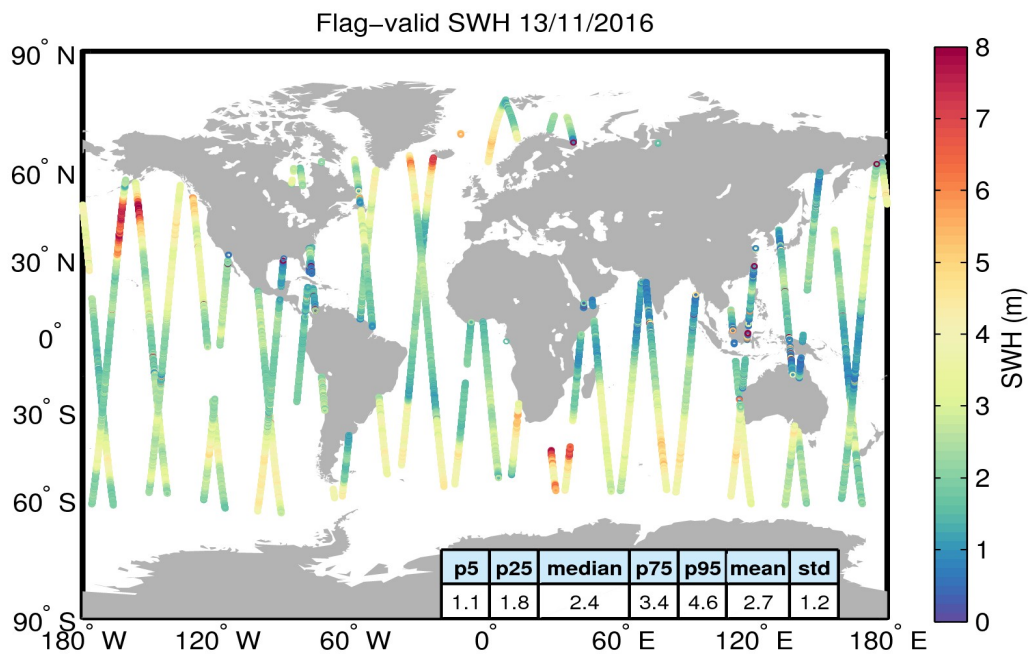 Flag−valid SWH 13/11/2016
90° N
60° N
30° N
0°
30° S
60° S
90° S
180° W
120° W
60° W
0°
60° E
120° E
180° E
p5 p25 median p75 p95 mean std
1.1 1.8 2.4 3.4 4.6 2.7 1.2
8
7
6
5
4
3
2
1
0
SWH (m)